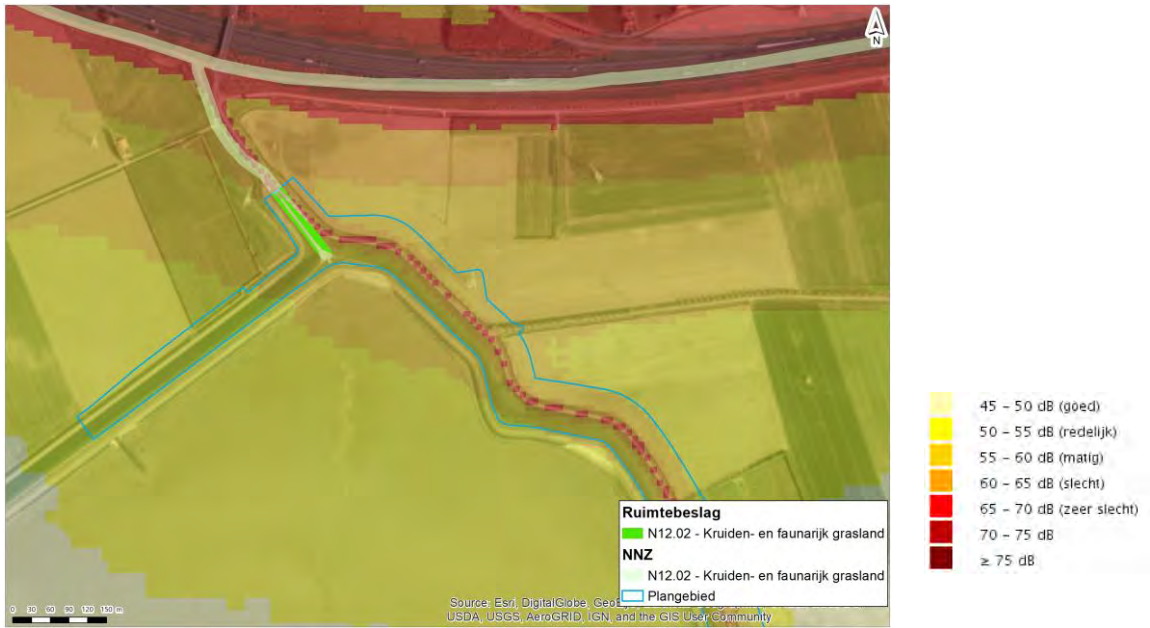 N
45 – 50 dB (goed)
50 – 55 dB (redelijk)
55 – 60 dB (matig)
60 – 65 dB (slecht)
65 – 70 dB (zeer slecht)
70 – 75 dB
≥ 75 dB
Ruimtebeslag
N12.02 - Kruiden- en faunarijk grasland
NNZ
N12.02 - Kruiden- en faunarijk grasland
Plangebied
0 30 60 90 120 150 m
Source: Esri, DigitalGlobe,
USDA, USGS, AeroGRID, IGN, and the GIS User Community